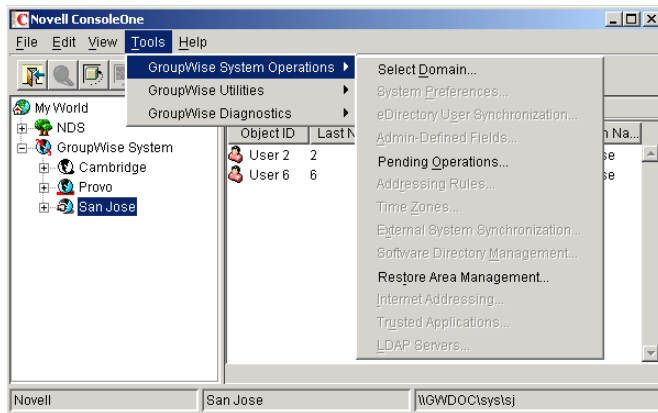 Novell ConsoleOne
File Edit View Tools Help
GroupWise System Operations
GroupWise Utilities
GroupWise Diagnostics
Select Domain...
System Preferences...
eDirectory User Synchronization...
Admin-Defined Fields...
Pending Operations...
Addressing Rules...
Time Zones...
External System Synchronization...
Software Directory Management...
Restore Area Management...
Internet Addressing...
Trusted Applications...
LDAP Servers...
My World
NDS
GroupWise System
Cambridge
Provo
San Jose
Object ID Last N n Na...
User 2 2 se
User 6 6 se
Novell San Jose \\GWDOC\sys\sj